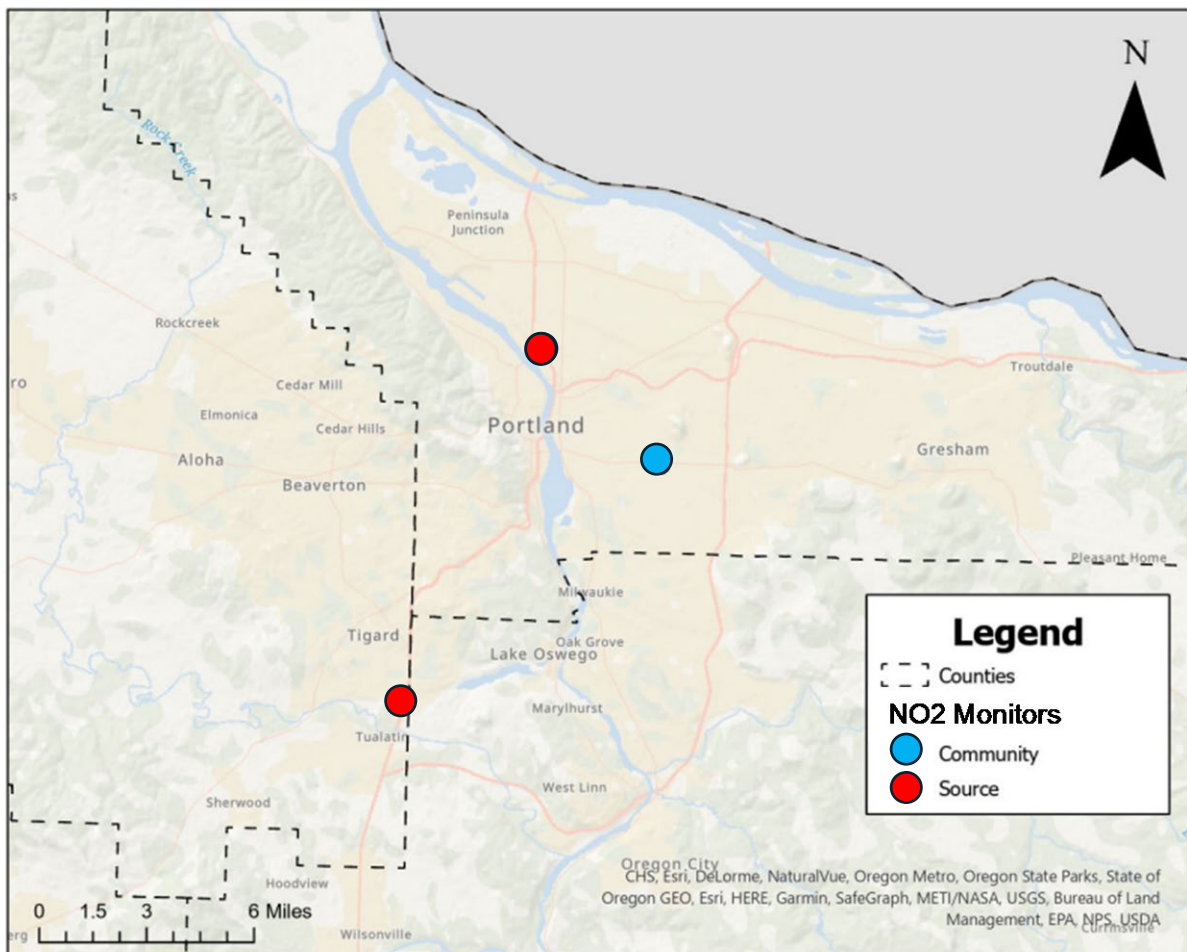 N
Rock Creek
Peninsula
Junction
Rockcreek
Troutdale
ro
Cedar Mill
Elmonica
Cedar Hills
Portland
Aloha
Gresham
Beaverton
Pleasant Home
Milwaukie
Tigard
Oak Grove
Lake Oswego
Marylhurst
Tualatin
West Linn
Sherwood
Oregon City
Hoodview
Wilsonville
erg
Legend
Counties
NO2 Monitors
Community
Source
0 1.5 3 6 Miles
CHS, Esri, DeLorme, NaturalVue, Oregon Metro, Oregon State Parks, State of
Oregon GEO, Esri, HERE, Garmin, SafeGraph, METI/NASA, USGS, Bureau of Land
Management, EPA, NPS, USDA